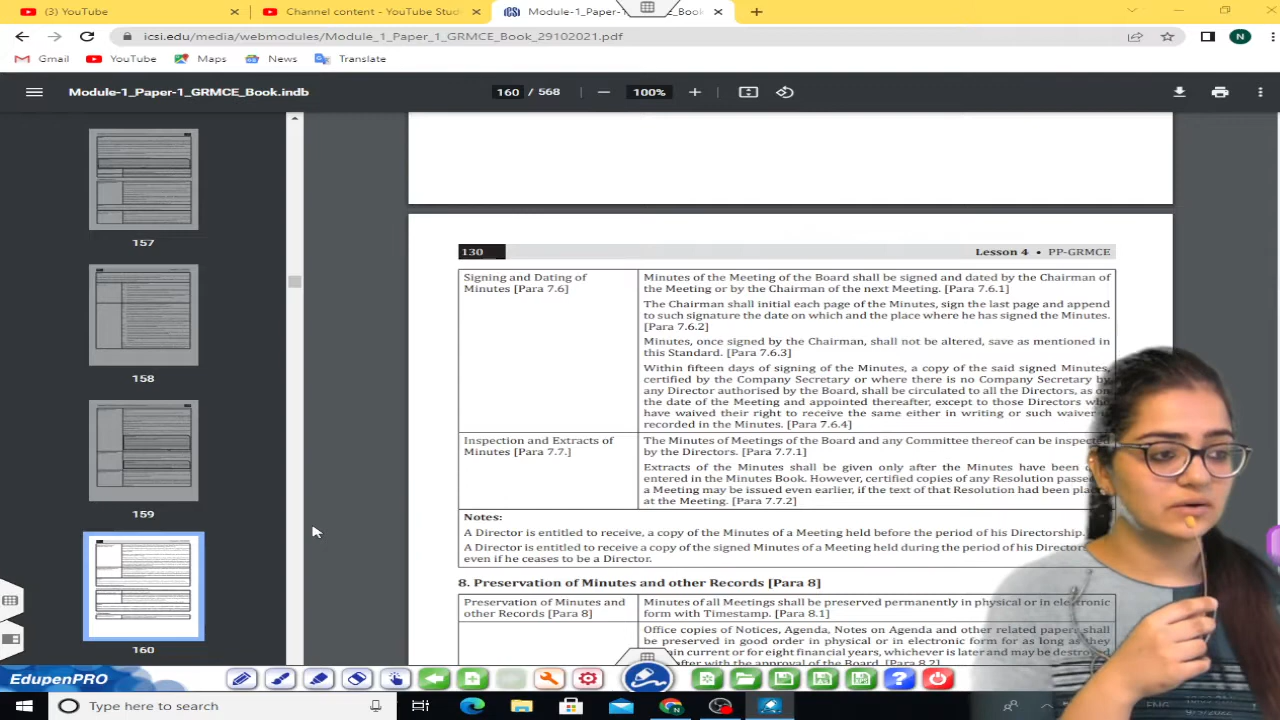 (3) YouTube
Channel content - YouTube Stud
Module-1_Paper-1
Book
icsi.edu/media/webmodules/Module_1_Paper_1_GRMCE_Book_29102021.pdf
N
Gmail
YouTube
Maps
News
Translate
Module-1_Paper-1_GRMCE_Book.indb
160 / 568
100%
157
158
159
160
130
Lesson 4 • PP-GRMCE
Signing and Dating of
Minutes [Para 7.6]
Minutes of the Meeting of the Board shall be signed and dated by the Chairman of
the Meeting or by the Chairman of the next Meeting. [Para 7.6.1]
The Chairman shall initial each page of the Minutes, sign the last page and append
to such signature the date on which and the place where he has signed the Minutes.
[Para 7.6.2]
Minutes, once signed by the Chairman, shall not be altered, save as mentioned in
this Standard. [Para 7.6.3]
Within fifteen days of signing of the Minutes, a copy of the said signed Minutes,
certified by the Company Secretary or where there is no Company Secretary by
any Director authorised by the Board, shall be circulated to all the Directors, as on
the date of the Meeting and appointed thereafter, except to those Directors who
have waived their right to receive the same either in writing or such waiver
recorded in the Minutes. [Para 7.6.4]
Inspection and Extracts of
Minutes [Para 7.7.]
The Minutes of Meetings of the Board and any Committee thereof can be inspected
by the Directors. [Para 7.7.1]
Extracts of the Minutes shall be given only after the Minutes have been
entered in the Minutes Book. However, certified copies of any Resolution passed
a Meeting may be issued even earlier, if the text of that Resolution had been
at the Meeting. [Para 7.7.2]
Notes:
A Director is entitled to receive, a copy of the Minutes of a Meeting held before the period of his Directorship.
A Director is entitled to receive a copy of the signed Minutes of a Meeting held during the period of his
even if he ceases to be a Director.
8. Preservation of Minutes and other Records [Para 8]
Preservation of Minutes and
other Records [Para 8]
Minutes of all Meetings shall be preserved permanently in physical or in electronic
form with Timestamp. [Para 8.1]
Office copies of Notices, Agenda, Notes on Agenda and other related papers shall
be preserved in good order in physical or in electronic form for as long as they
in current or for eight financial years, whichever is later and may be destroyed
after with the approval of the Board. [Para 8.2]
EdupenPRO
Type here to search
ENG